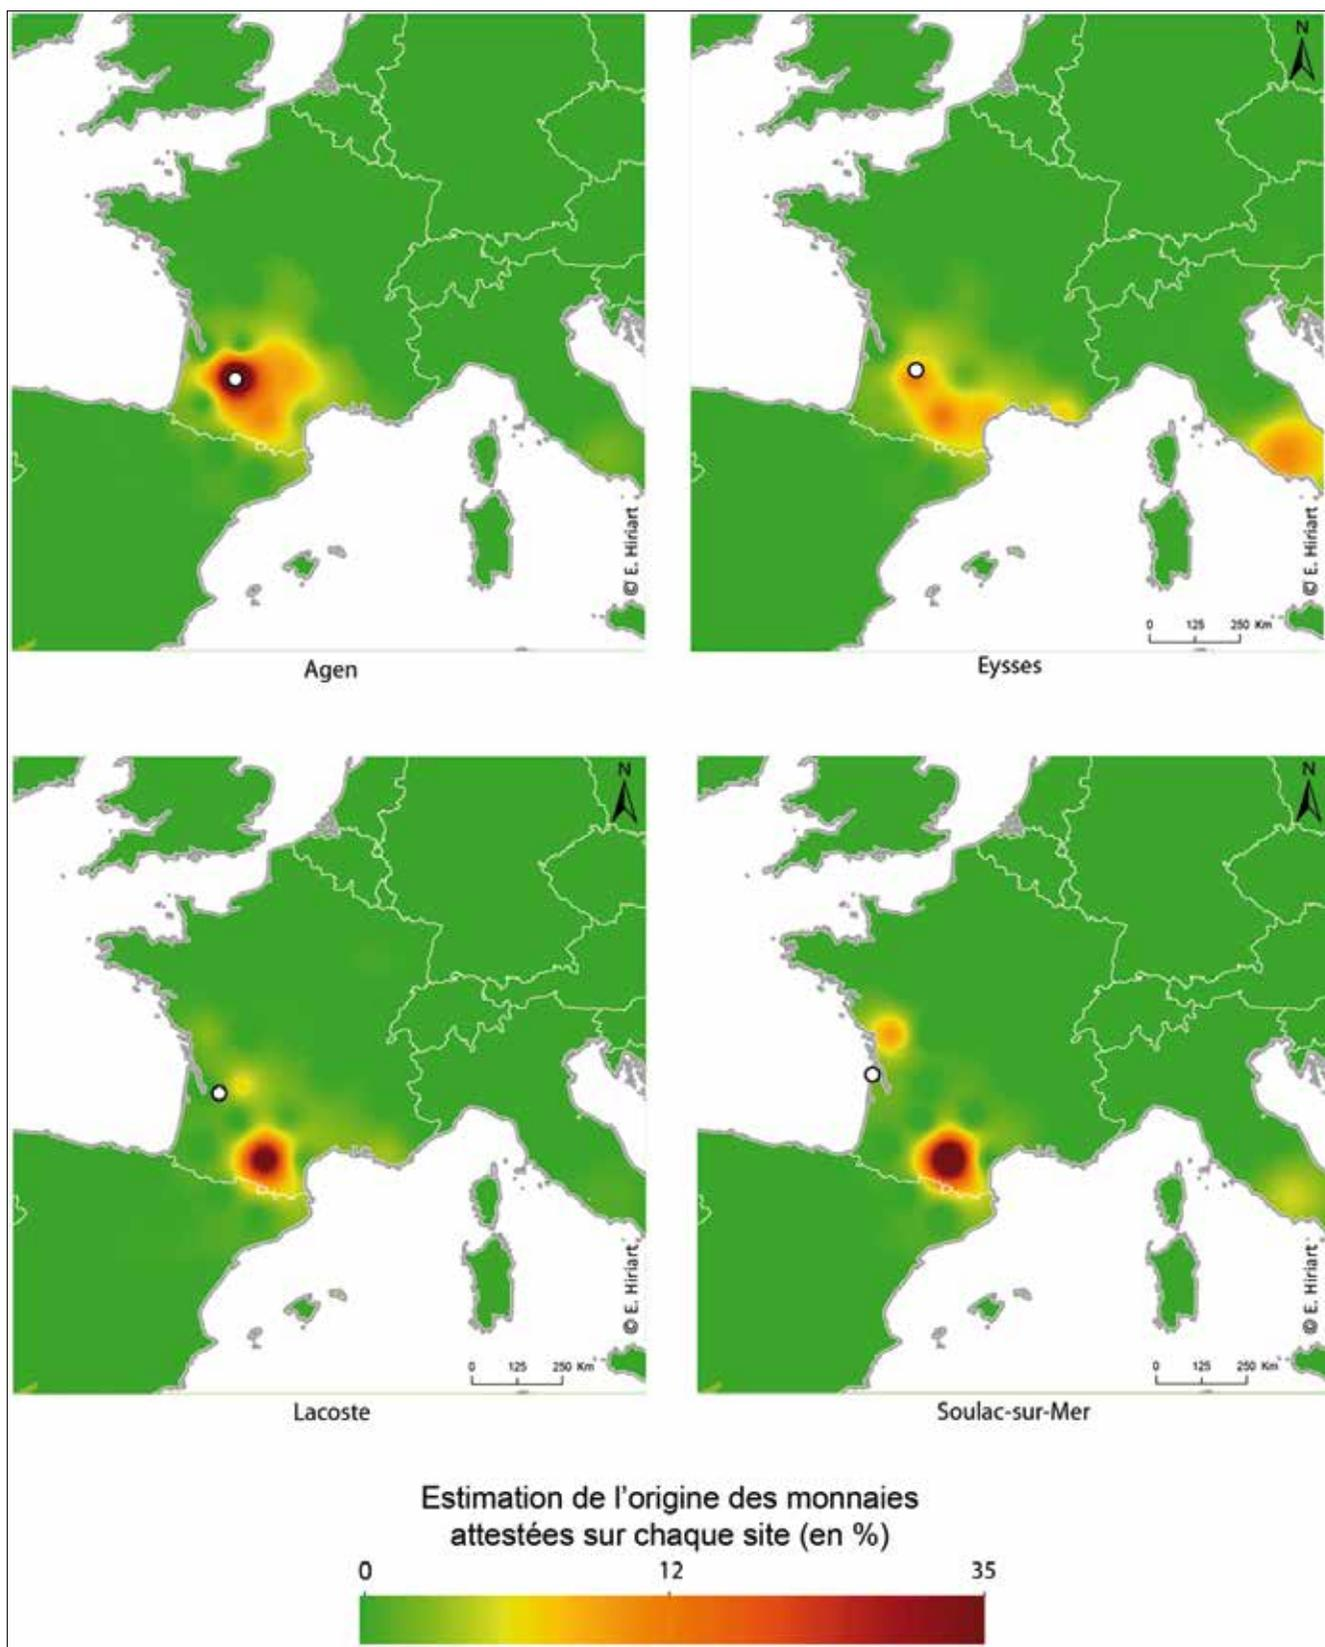 N
© E. Hiriart
© E. Hiriart
0 125 250 Km
Agen
Eysses
N
N
© E. Hiriart
© E. Hiriart
0 125 250 Km
0 125 250 Km
Lacoste
Soulac-sur-Mer
Estimation de l'origine des monnaies
attestées sur chaque site (en %)
0 12 35